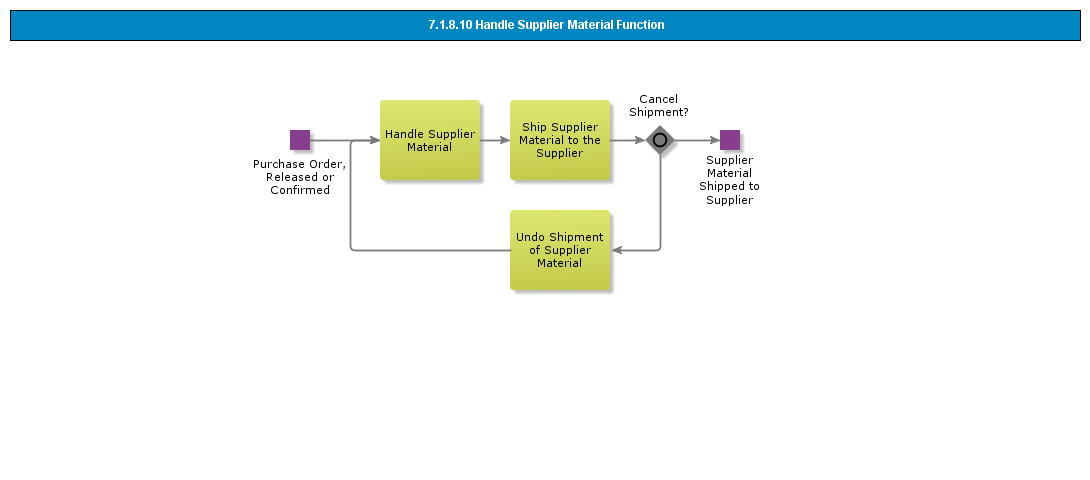 7.1.8.10 Handle Supplier Material Function
Cancel
Shipment?
Handle Supplier
Material
Ship Supplier
Material to the
Supplier
Purchase Order,
Released or
Confirmed
Supplier
Material
Shipped to
Supplier
Undo Shipment
of Supplier
Material